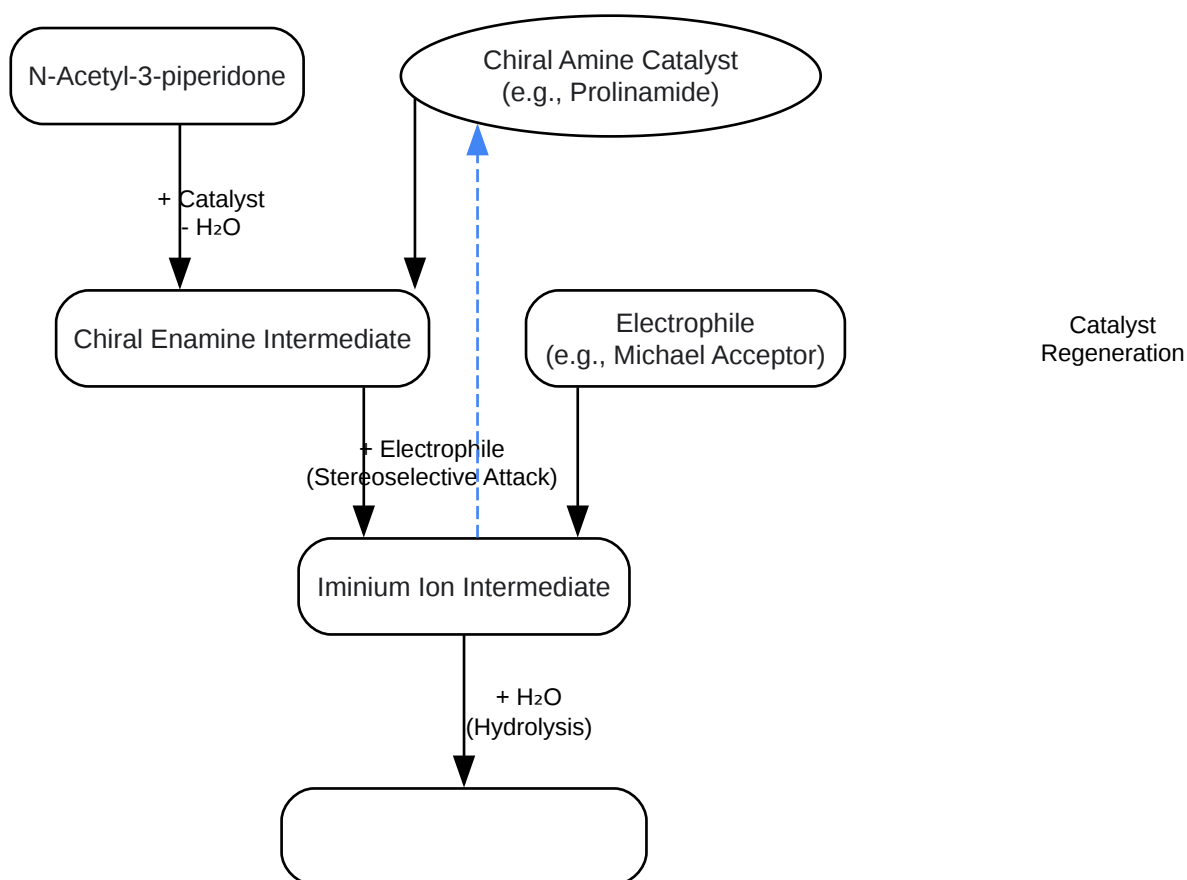 N-Acetyl-3-piperidone
Chiral Amine Catalyst
(e.g., Prolinamide)
+ Catalyst
- H₂O
Chiral Enamine Intermediate
Electrophile
(e.g., Michael Acceptor)
Catalyst
Regeneration
+ Electrophile
(Stereoselective Attack)
Iminium Ion Intermediate
+ H₂O
(Hydrolysis)